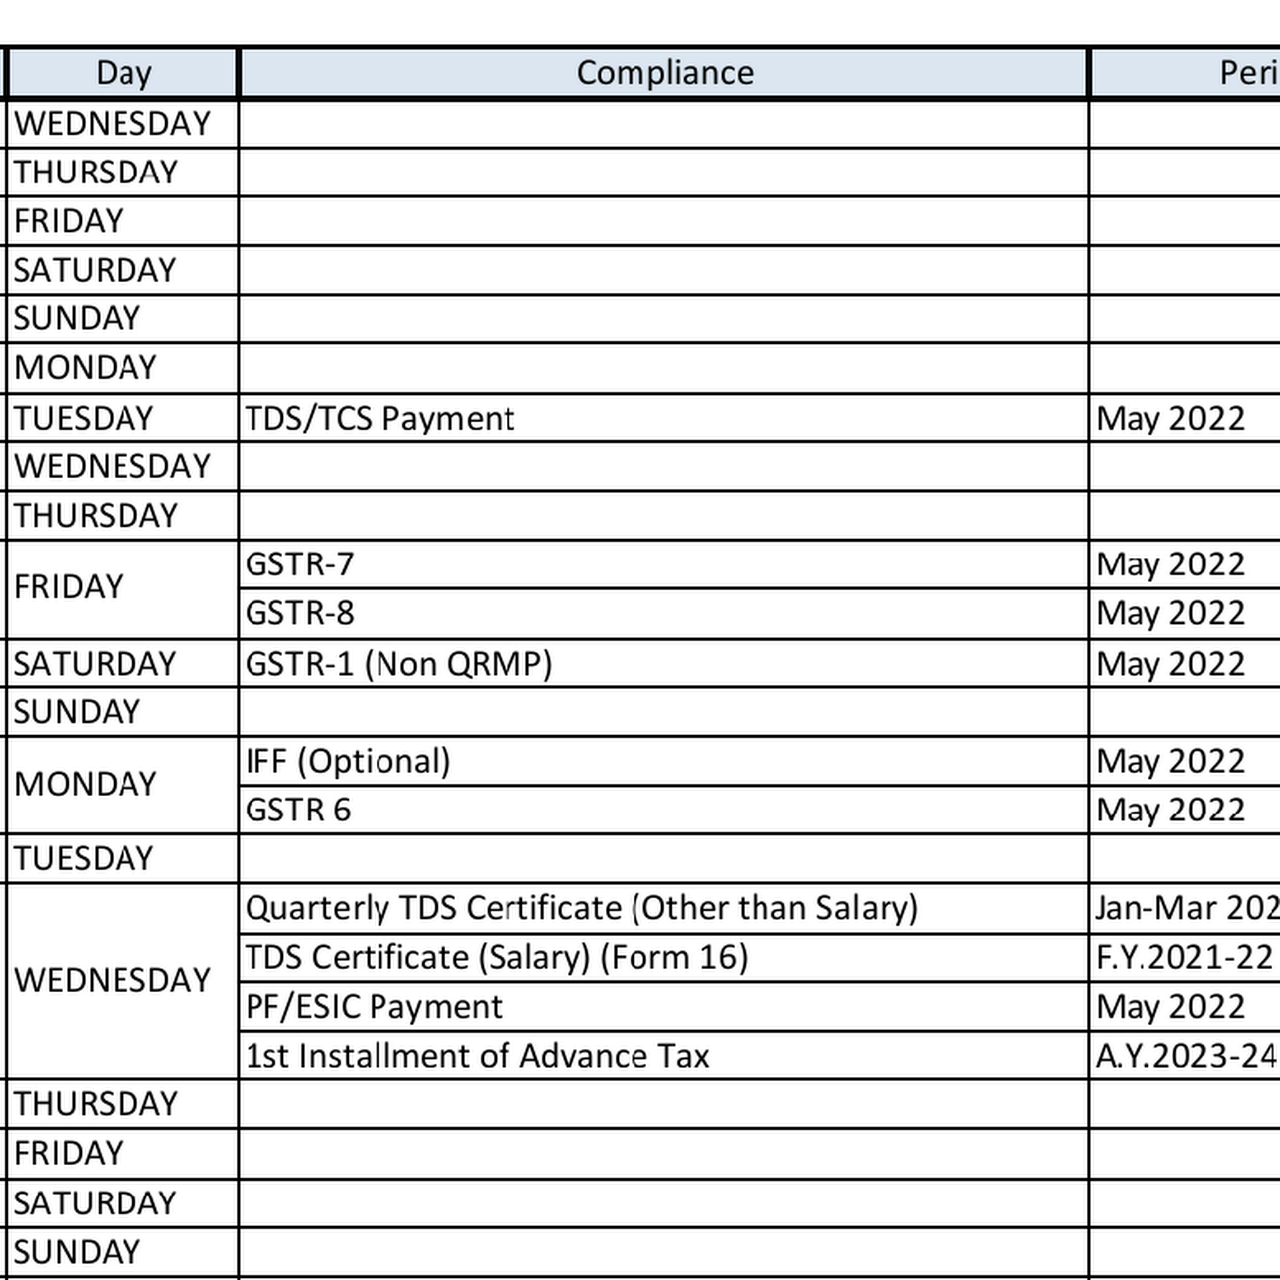 Day Compliance
WEDNESDAY
THURSDAY
FRIDAY
SATURDAY
SUNDAY
MONDAY
TUESDAY TDS/TCS Payment May 2022
WEDNESDAY
THURSDAY
FRIDAY GSTR-7 May 2022
GSTR-8 May 2022
SATURDAY GSTR-1 (Non QRMP) May 2022
SUNDAY
MONDAY IFF (Optional) May 2022
GSTR 6 May 2022
TUESDAY
WEDNESDAY Quarterly TDS Certificate (Other than Salary) Jan-Mar
TDS Certificate (Salary) (Form 16) F.Y.2021-22
PF/ESIC Payment May 2022
1st Installment of Advance Tax A.Y.2023-24
THURSDAY
FRIDAY
SATURDAY
SUNDAY